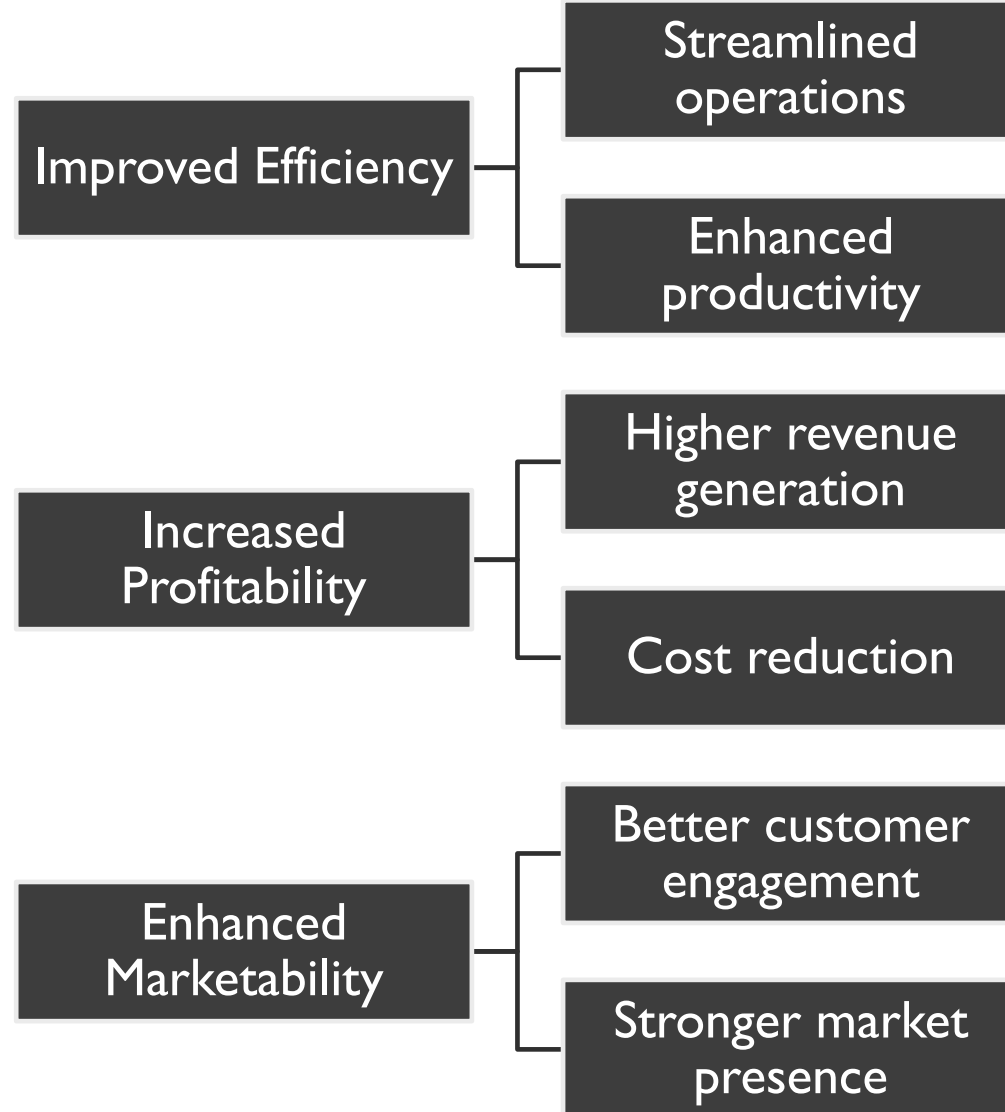 Improved Efficiency
Streamlined
operations
Enhanced
productivity
Increased
Profitability
Higher revenue
generation
Cost reduction
Enhanced
Marketability
Better customer
engagement
Stronger market
presence